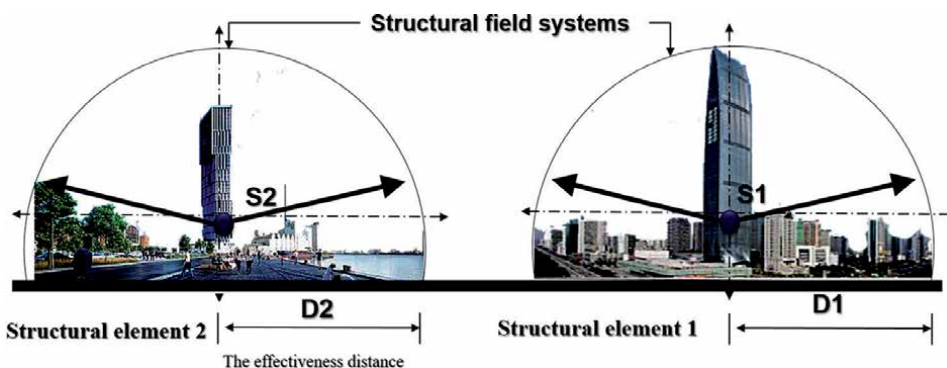 Structural field systems
S2
S1
D2
D1
Structural element 2
Structural element 1
The effectiveness distance